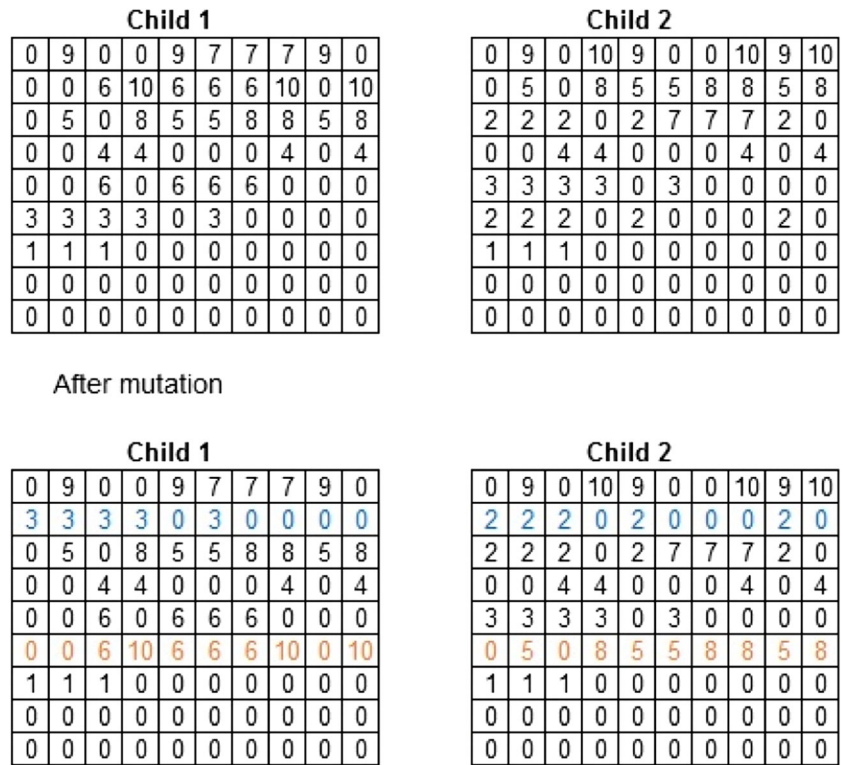 Child 1 Child 2
0 9 0 0 9 7 7 7 9 0 0 9 0 10 9 0 0 10 9 10
0 0 6 10 6 6 6 10 0 10 0 5 0 8 5 5 8 8 5 8
0 5 0 8 5 5 8 8 5 8 2 2 2 0 2 7 7 7 2 0
0 0 4 4 0 0 0 4 0 4 0 0 4 4 0 0 0 4 0 4
0 0 6 0 6 6 6 0 0 0 3 3 3 3 0 3 0 0 0 0
3 3 3 3 0 3 0 0 0 0 2 2 2 0 2 0 0 0 2 0
1 1 1 0 0 0 0 0 0 0 1 1 1 0 0 0 0 0 0 0
0 0 0 0 0 0 0 0 0 0 0 0 0 0 0 0 0 0 0 0
0 0 0 0 0 0 0 0 0 0 0 0 0 0 0 0 0 0 0 0
After mutation
Child 1 Child 2
0 9 0 0 9 7 7 7 9 0 0 9 0 10 9 0 0 10 9 10
3 3 3 3 0 3 0 0 0 0 2 2 2 0 2 0 0 0 2 0
0 5 0 8 5 5 8 8 5 8 2 2 2 0 2 7 7 7 2 0
0 0 4 4 0 0 0 4 0 4 0 0 4 4 0 0 0 4 0 4
0 0 6 0 6 6 6 0 0 0 3 3 3 3 0 3 0 0 0 0
0 0 6 10 6 6 6 10 0 10 0 5 0 8 5 5 8 8 5 8
1 1 1 0 0 0 0 0 0 0 1 1 1 0 0 0 0 0 0 0
0 0 0 0 0 0 0 0 0 0 0 0 0 0 0 0 0 0 0 0
0 0 0 0 0 0 0 0 0 0 0 0 0 0 0 0 0 0 0 0